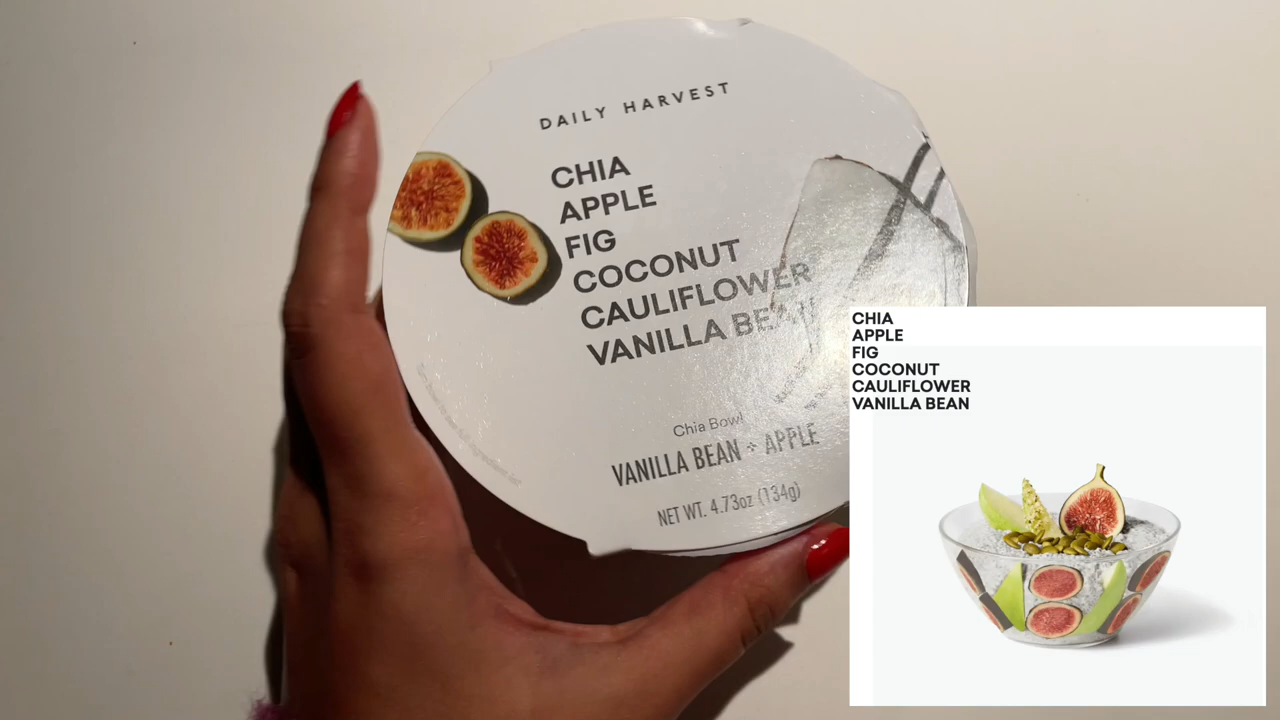 DAILY HARVEST
CHIA
APPLE
FIG
COCONUT
CAULIFLOWER
VANILLA BEAN
Chia Bowl
VANILLA BEAN + APPLE
NET WT. 4.73oz (134g)
CHIA
APPLE
FIG
COCONUT
CAULIFLOWER
VANILLA BEAN